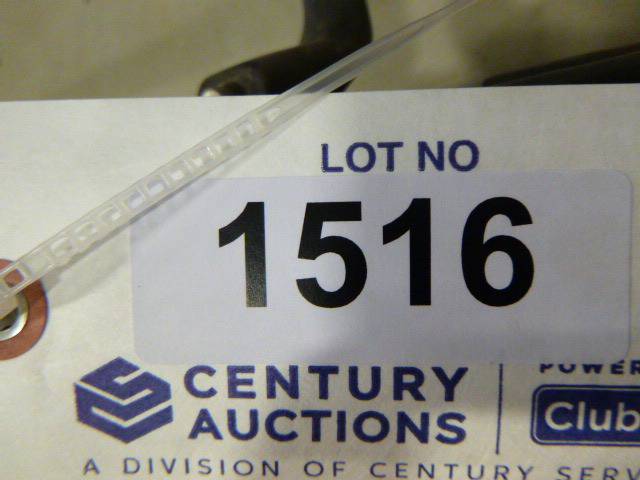 LOT NO
1516
CENTURY
AUCTIONS
Club
A DIVISION OF CENTURY